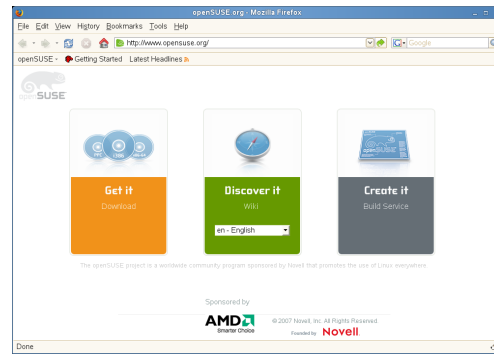 openSUSE.org - Mozilla Firefox
File Edit View History Bookmarks Tools Help
http://www.opensuse.org/ G Google
openSUSE Getting Started Latest Headlines
openSUSE
Get it
Download
Discover it
Wiki
en - English
Create it
Build Service
The openSUSE project is a worldwide community program sponsored by Novell that promotes the use of Linux everywhere.
Sponsored by
AMD
Smarter Choice
© 2007 Novell, Inc. All Rights Reserved
Founded by Novell.
Done